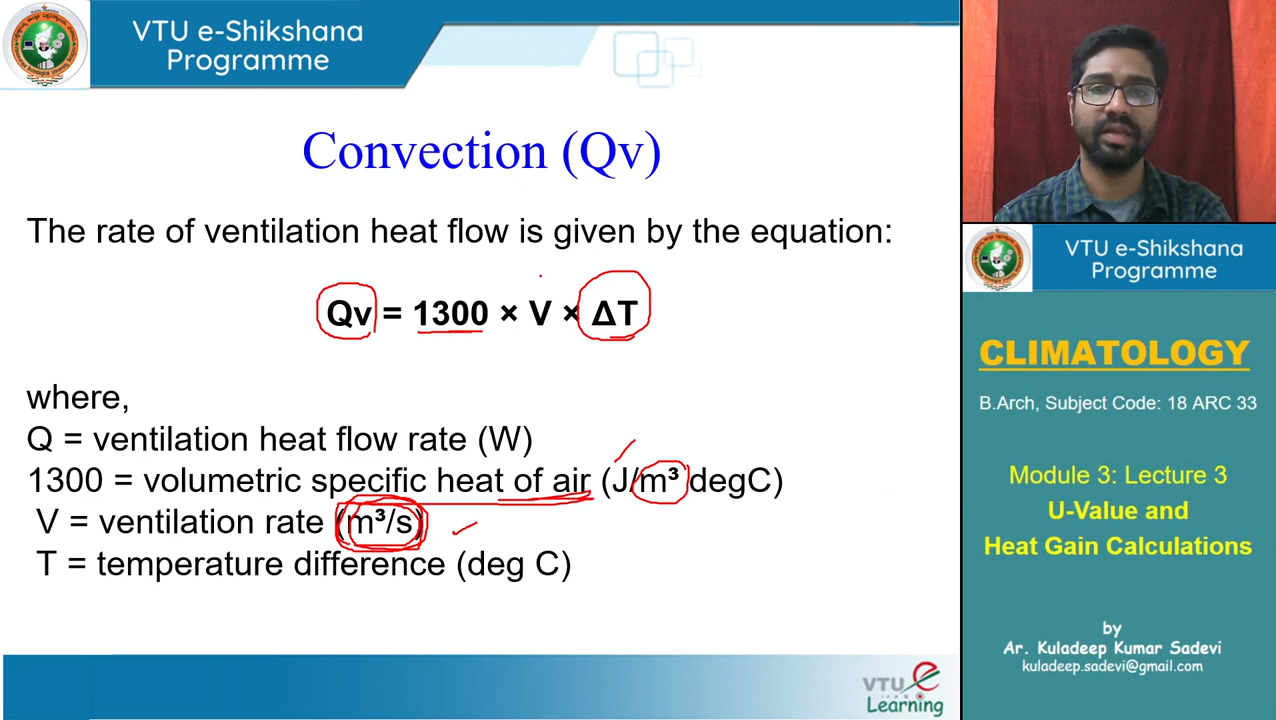 VTU e-Shikshana
Programme
Convection (Qv)
The rate of ventilation heat flow is given by the equation:
Qv = 1300 × V × ΔT
where,
Q = ventilation heat flow rate (W)
1300 = volumetric specific heat of air (J/m³ degC)
V = ventilation rate (m³/s)
T = temperature difference (deg C)
VTU e-Shikshana
Programme
CLIMATOLOGY
B.Arch, Subject Code: 18 ARC 33
Module 3: Lecture 3
U-Value and
Heat Gain Calculations
by
Ar. Kuladeep Kumar Sadevi
kuladeep.sadevi@gmail.com
VTU e
Learning